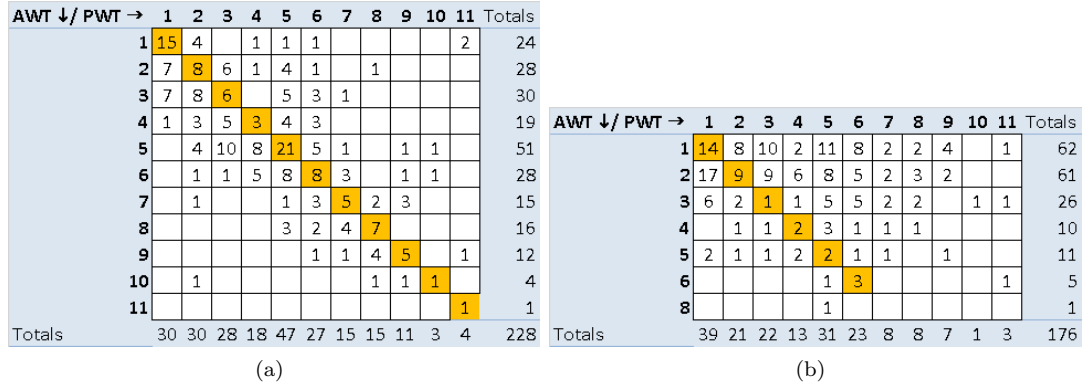 AWT ↓/ PWT → 1 2 3 4 5 6 7 8 9 10 11 Totals
1 15 4 1 1 1 2 24
2 7 8 6 1 4 1 1 28
3 7 8 6 5 3 1 30
4 1 3 5 3 4 3 19
5 4 10 8 21 5 1 1 1 51
6 1 1 5 8 8 3 1 1 28
7 1 1 3 5 2 3 15
8 3 2 4 7 16
9 1 1 4 5 1 12
10 1 1 1 1 4
11 1 1
Totals 30 30 28 18 47 27 15 15 11 3 4 228
(a)
AWT ↓/ PWT → 1 2 3 4 5 6 7 8 9 10 11 Totals
1 14 8 10 2 11 8 2 2 4 1 62
2 17 9 9 6 8 5 2 3 2 61
3 6 2 1 1 5 5 2 2 1 1 26
4 1 1 2 3 1 1 1 10
5 2 1 1 2 2 1 1 1 11
6 1 3 1 5
8 1 1
Totals 39 21 22 13 31 23 8 8 7 1 3 176
(b)